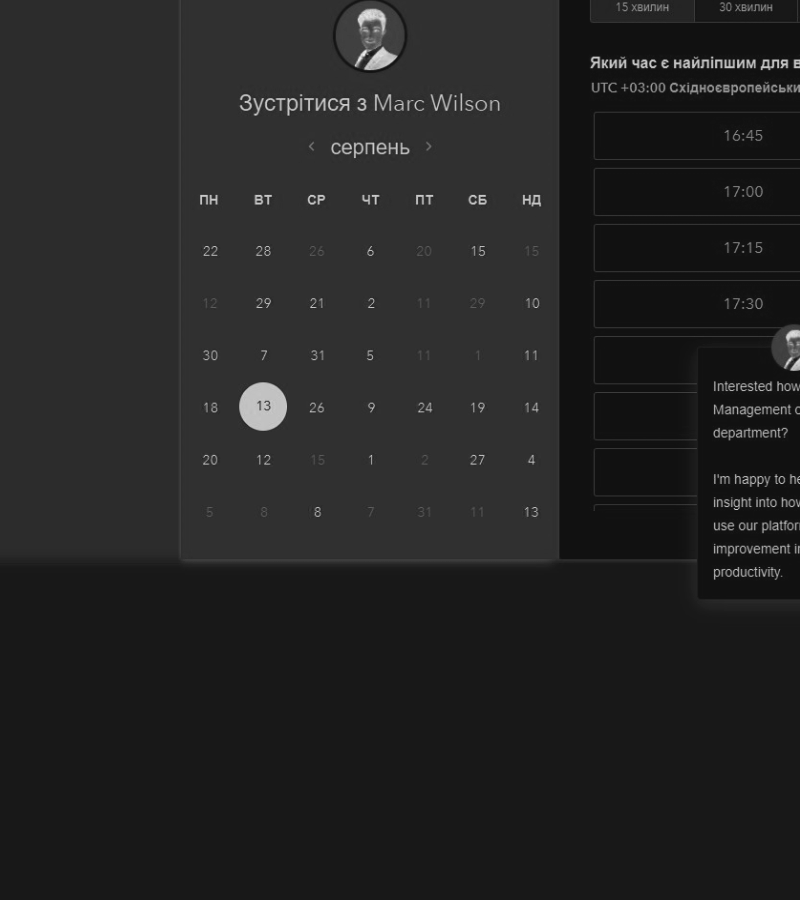 Зустрітися з Marc Wilson
‹ серпень ›
ПН ВТ СР ЧТ ПТ СБ НД
22 28 26 6 20 15 15
12 29 21 2 11 29 10
30 7 31 5 11 1 11
18 13 26 9 24 19 14
20 12 15 1 2 27 4
5 8 8 7 31 11 13
15 хвилин 30 хвилин
Який час є найліпшим для в
UTC +03:00 Східноєвропейськи
16:45
17:00
17:15
17:30
Interested how
Management o
department?
I'm happy to he
insight into how
use our platfor
improvement in
productivity.